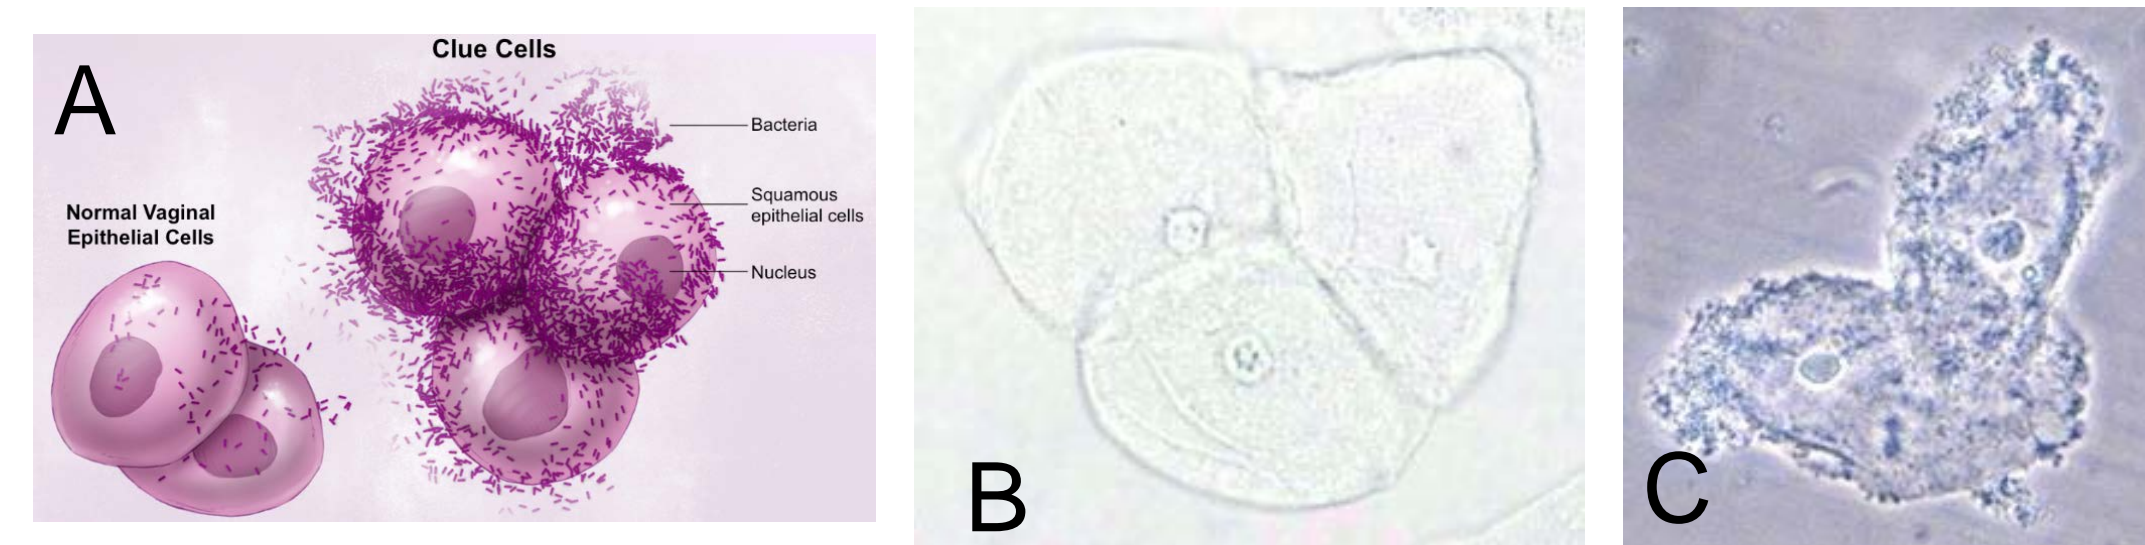 A
Clue Cells
Bacteria
Squamous
epithelial cells
Normal Vaginal
Epithelial Cells
Nucleus
B
C